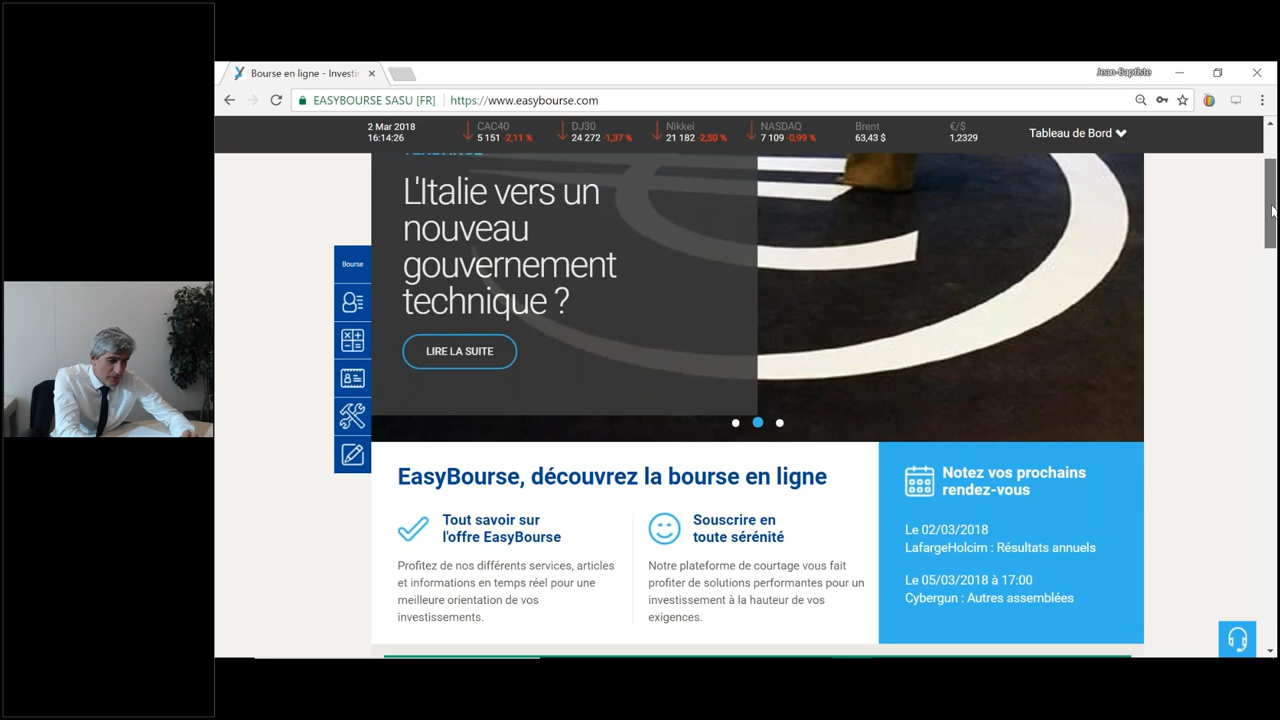 Bourse en ligne - Investi
Jean-Baptiste
EASYBOURSE SASU [FR] https://www.easybourse.com
2 Mar 2018
16:14:26
CAC40
5 151 -2,11 %
DJ30
24 272 -1,37 %
Nikkei
21 182 -2,50 %
NASDAQ
7 109 -0,99 %
Brent
63,43 $
€/$
1,2329
Tableau de Bord
TENDANCE
L'Italie vers un
nouveau
gouvernement
technique ?
LIRE LA SUITE
Bourse
EasyBourse, découvrez la bourse en ligne
Tout savoir sur
l'offre EasyBourse
Profitez de nos différents services, articles
et informations en temps réel pour une
meilleure orientation de vos
investissements.
Souscrire en
toute sérénité
Notre plateforme de courtage vous fait
profiter de solutions performantes pour un
investissement à la hauteur de vos
exigences.
Notez vos prochains
rendez-vous
Le 02/03/2018
LafargeHolcim : Résultats annuels
Le 05/03/2018 à 17:00
Cybergun : Autres assemblées